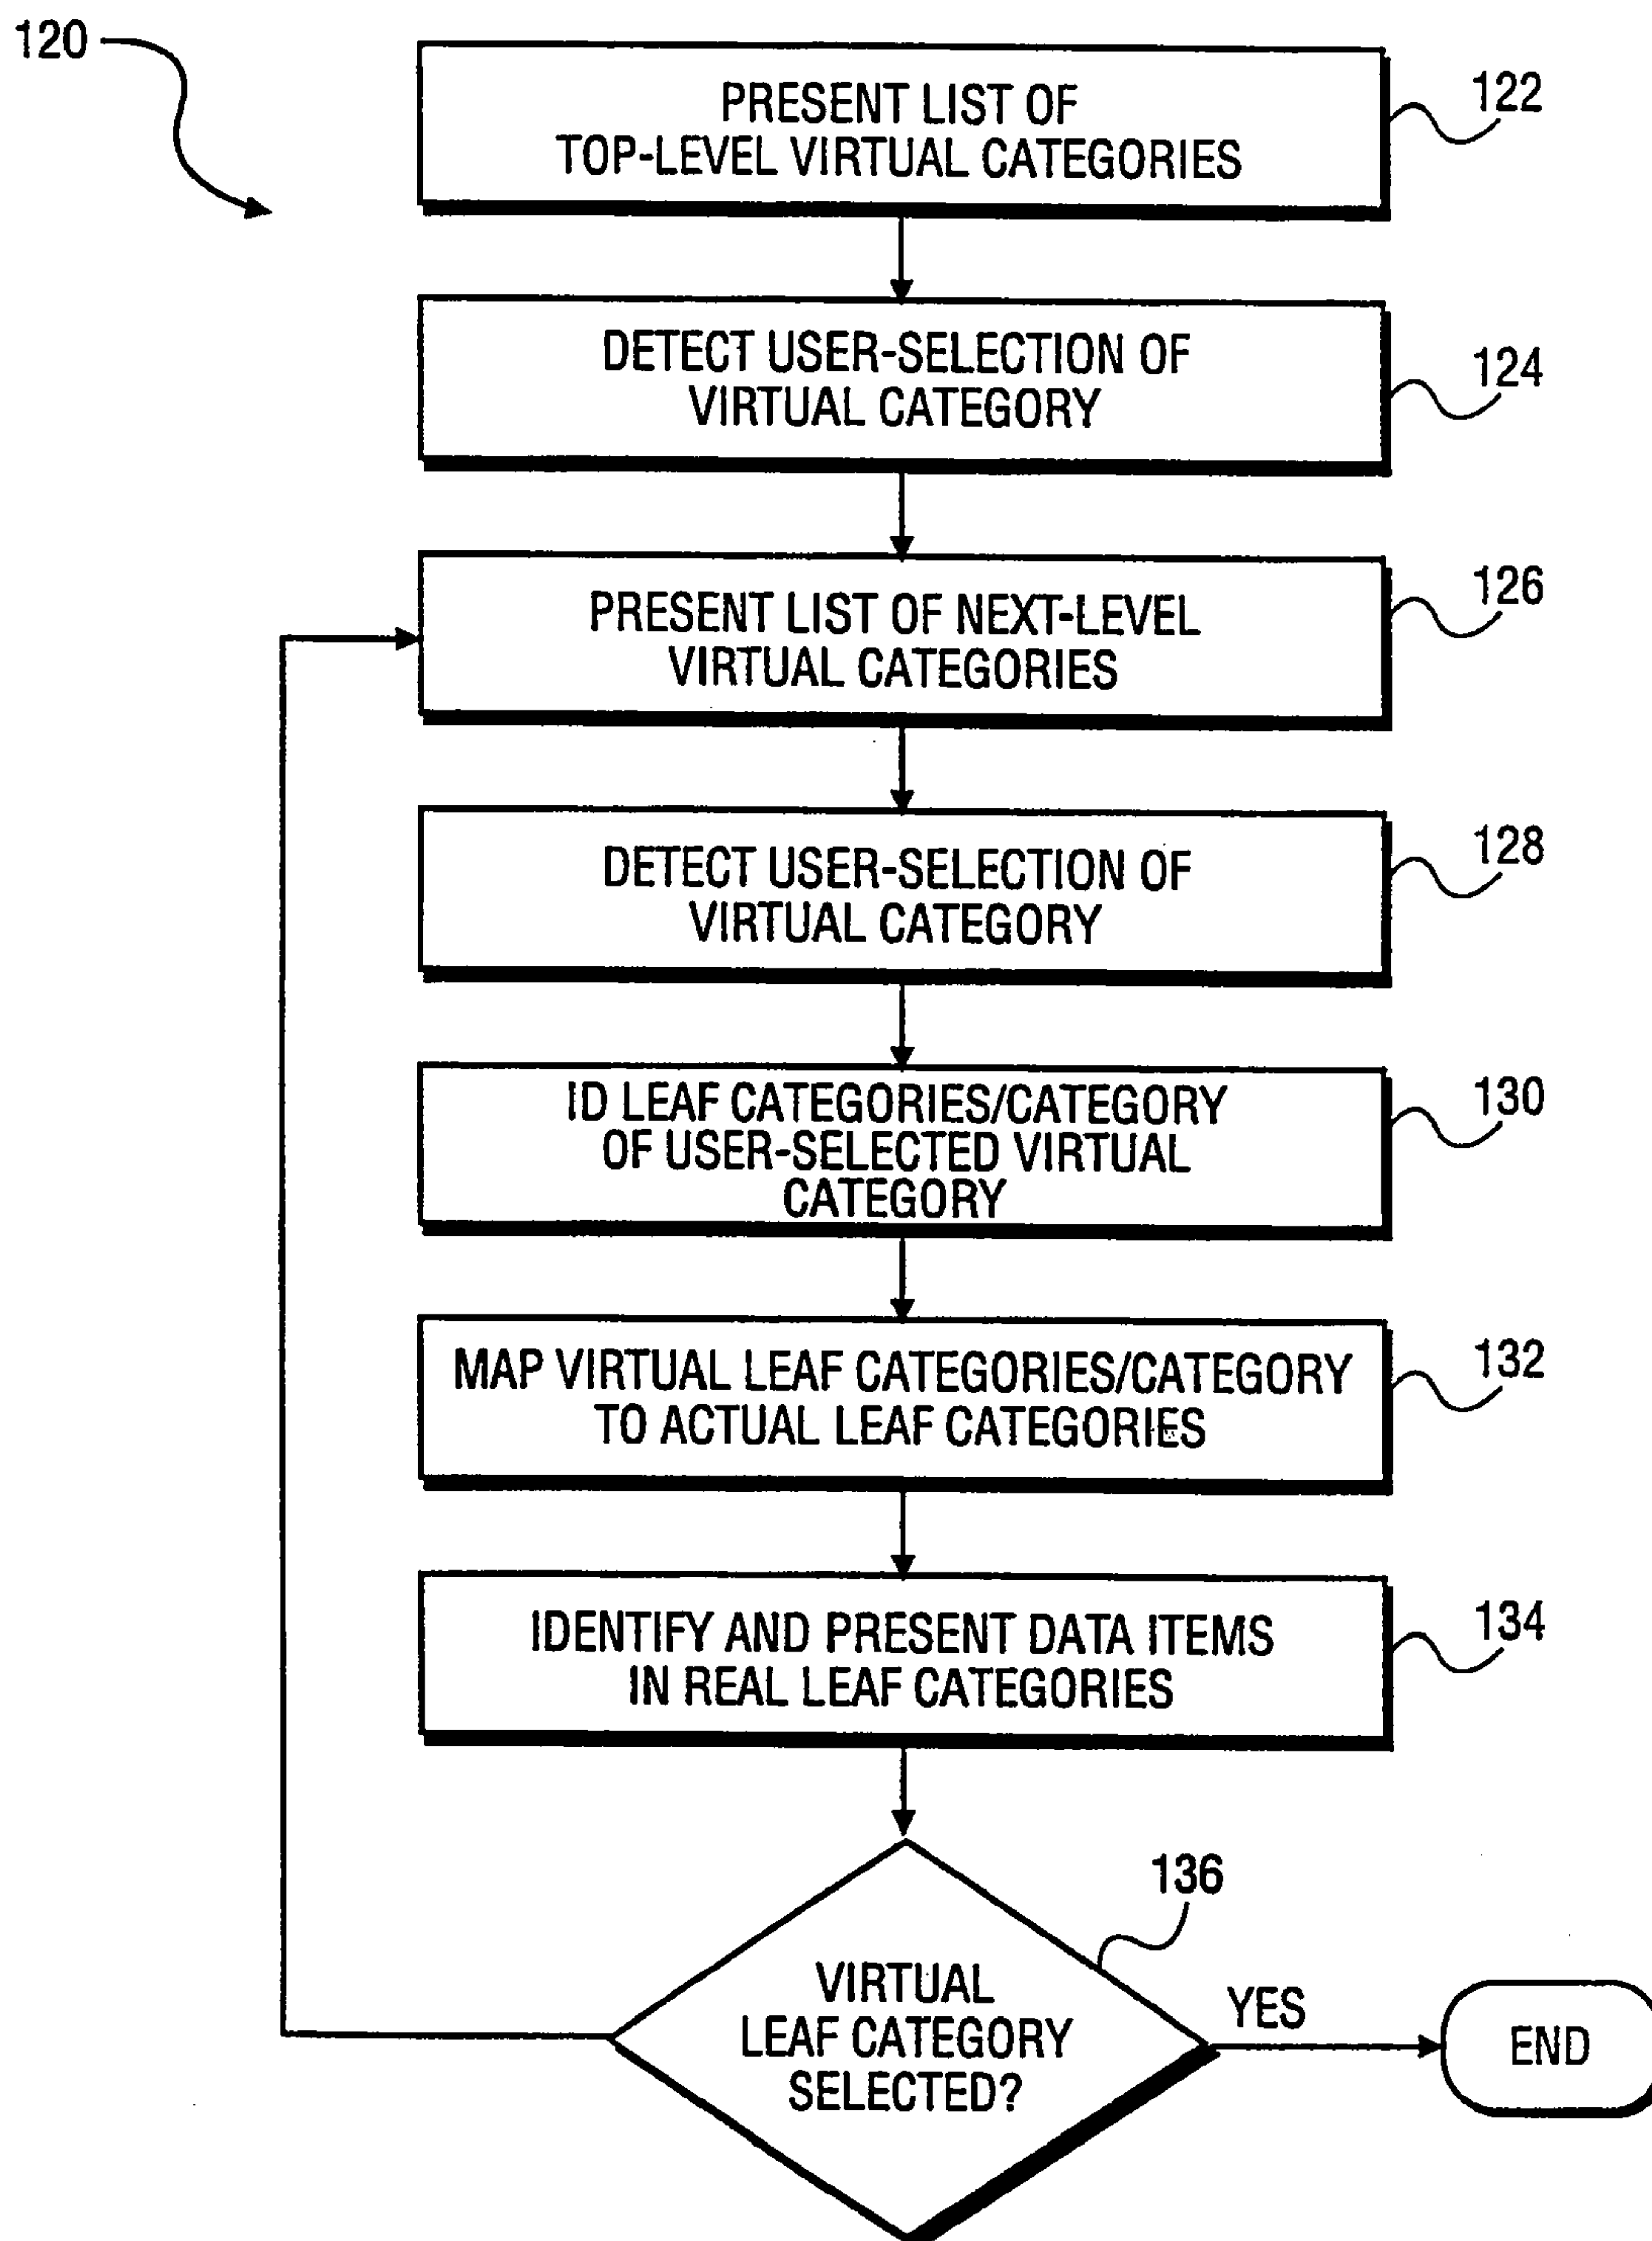 120
PRESENT LIST OF
TOP-LEVEL VIRTUAL CATEGORIES
122
DETECT USER-SELECTION OF
VIRTUAL CATEGORY
124
PRESENT LIST OF NEXT-LEVEL
VIRTUAL CATEGORIES
126
DETECT USER-SELECTION OF
VIRTUAL CATEGORY
128
ID LEAF CATEGORIES/CATEGORY
OF USER-SELECTED VIRTUAL
CATEGORY
130
MAP VIRTUAL LEAF CATEGORIES/CATEGORY
TO ACTUAL LEAF CATEGORIES
132
IDENTIFY AND PRESENT DATA ITEMS
IN REAL LEAF CATEGORIES
134
136
VIRTUAL
LEAF CATEGORY
SELECTED?
YES
END